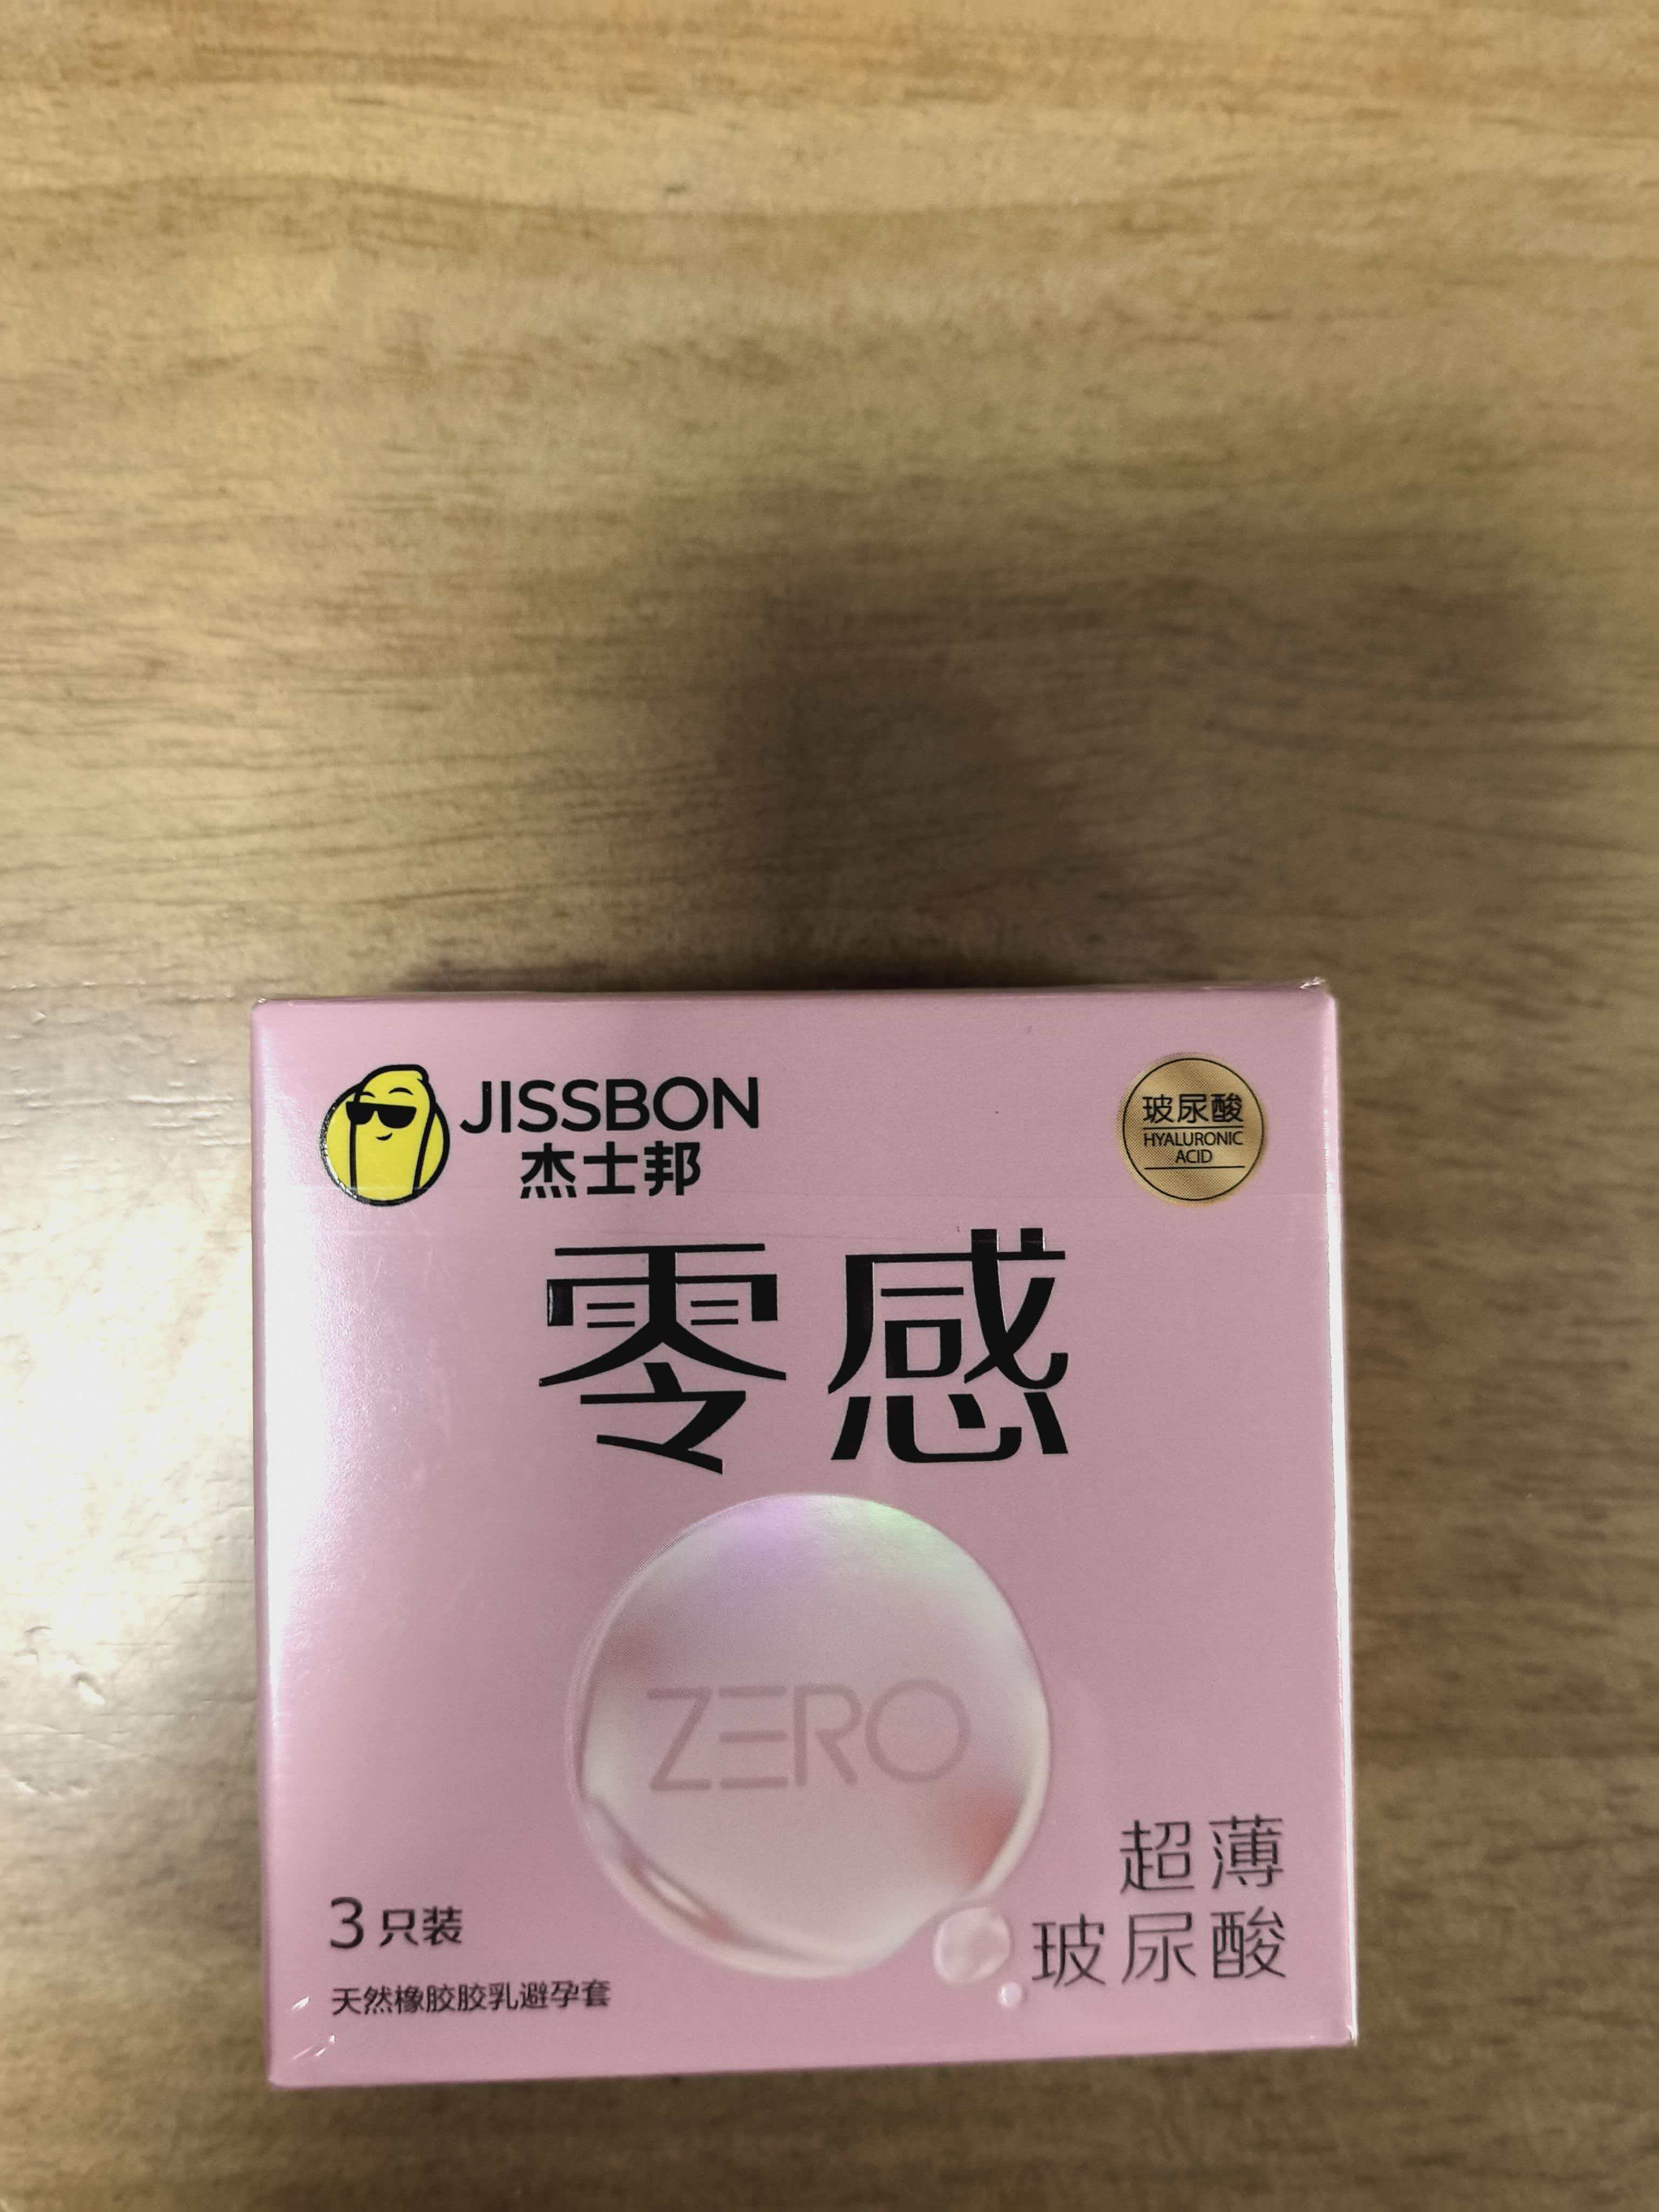 JISSBON
杰士邦
玻尿酸
HYALURONIC
ACID
零感
ZERO
超薄
玻尿酸
3只装
天然橡胶胶乳避孕套